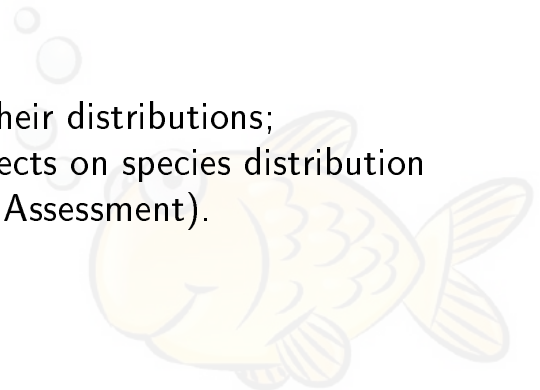 heir distributions;
ects on species distribution
Assessment).